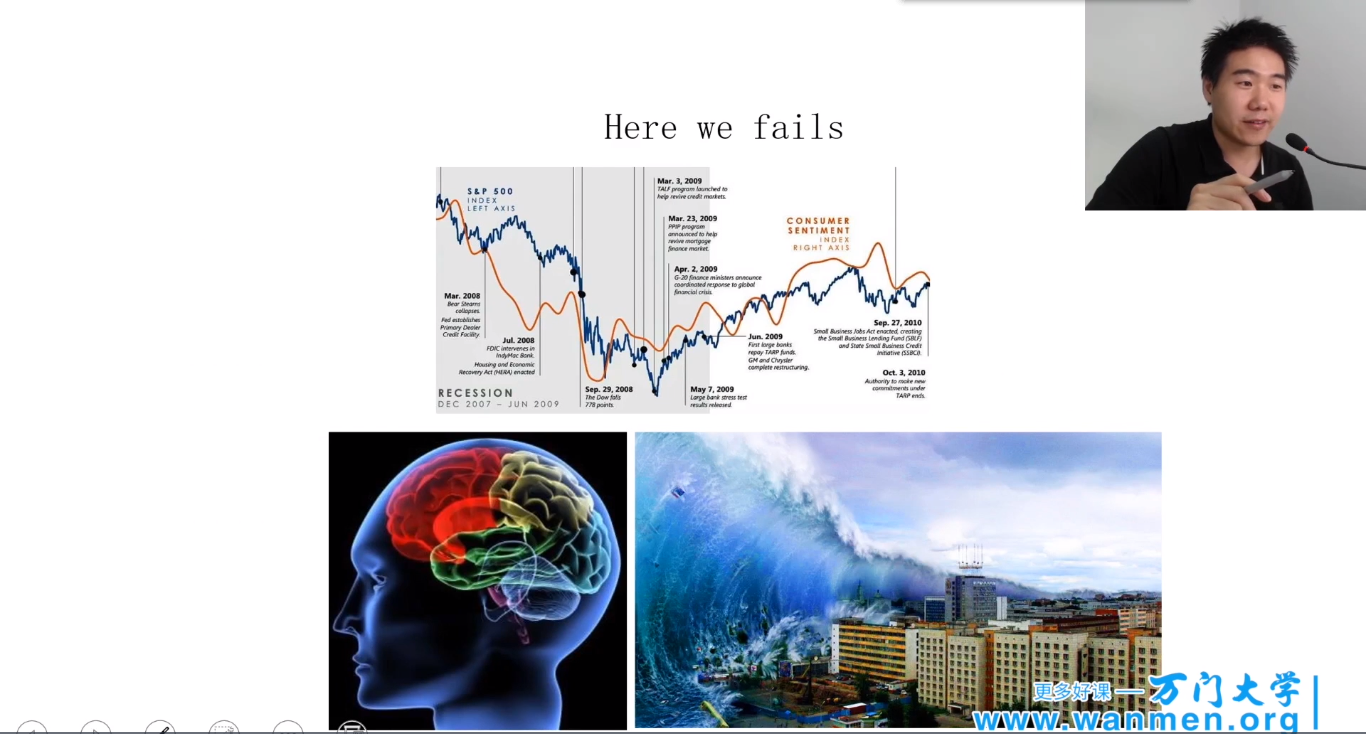 Here we fails
S&P 500
INDEX
LEFT AXIS
Mar. 3, 2009
TALF program launched to
help revive credit markets.
Mar. 23, 2009
PPIP program
announced to help
revive mortgage
finance market.
CONSUMER
SENTIMENT
INDEX
RIGHT AXIS
Apr. 2, 2009
G-20 finance ministers announce
coordinated response to global
financial crisis.
Mar. 2008
Bear Stearns
collapses.
Fed establishes
Primary Dealer
Credit Facility.
Jul. 2008
FDIC intervenes in
IndyMac Bank.
Housing and Economic
Recovery Act (HERA) enacted
Jun. 2009
First large banks
repay TARP funds.
GM and Chrysler
complete restructuring.
Sep. 27, 2010
Small Business Jobs Act enacted, creating
the Small Business Lending Fund (SBLF)
and State Small Business Credit
Initiative (SSBCI).
Oct. 3, 2010
Authority to make new
commitments under
TARP ends.
RECESSION
DEC 2007 – JUN 2009
Sep. 29, 2008
The Dow falls
778 points.
May 7, 2009
Large bank stress test
results released.
更多好课 — 万门大学
www.wanmen.org